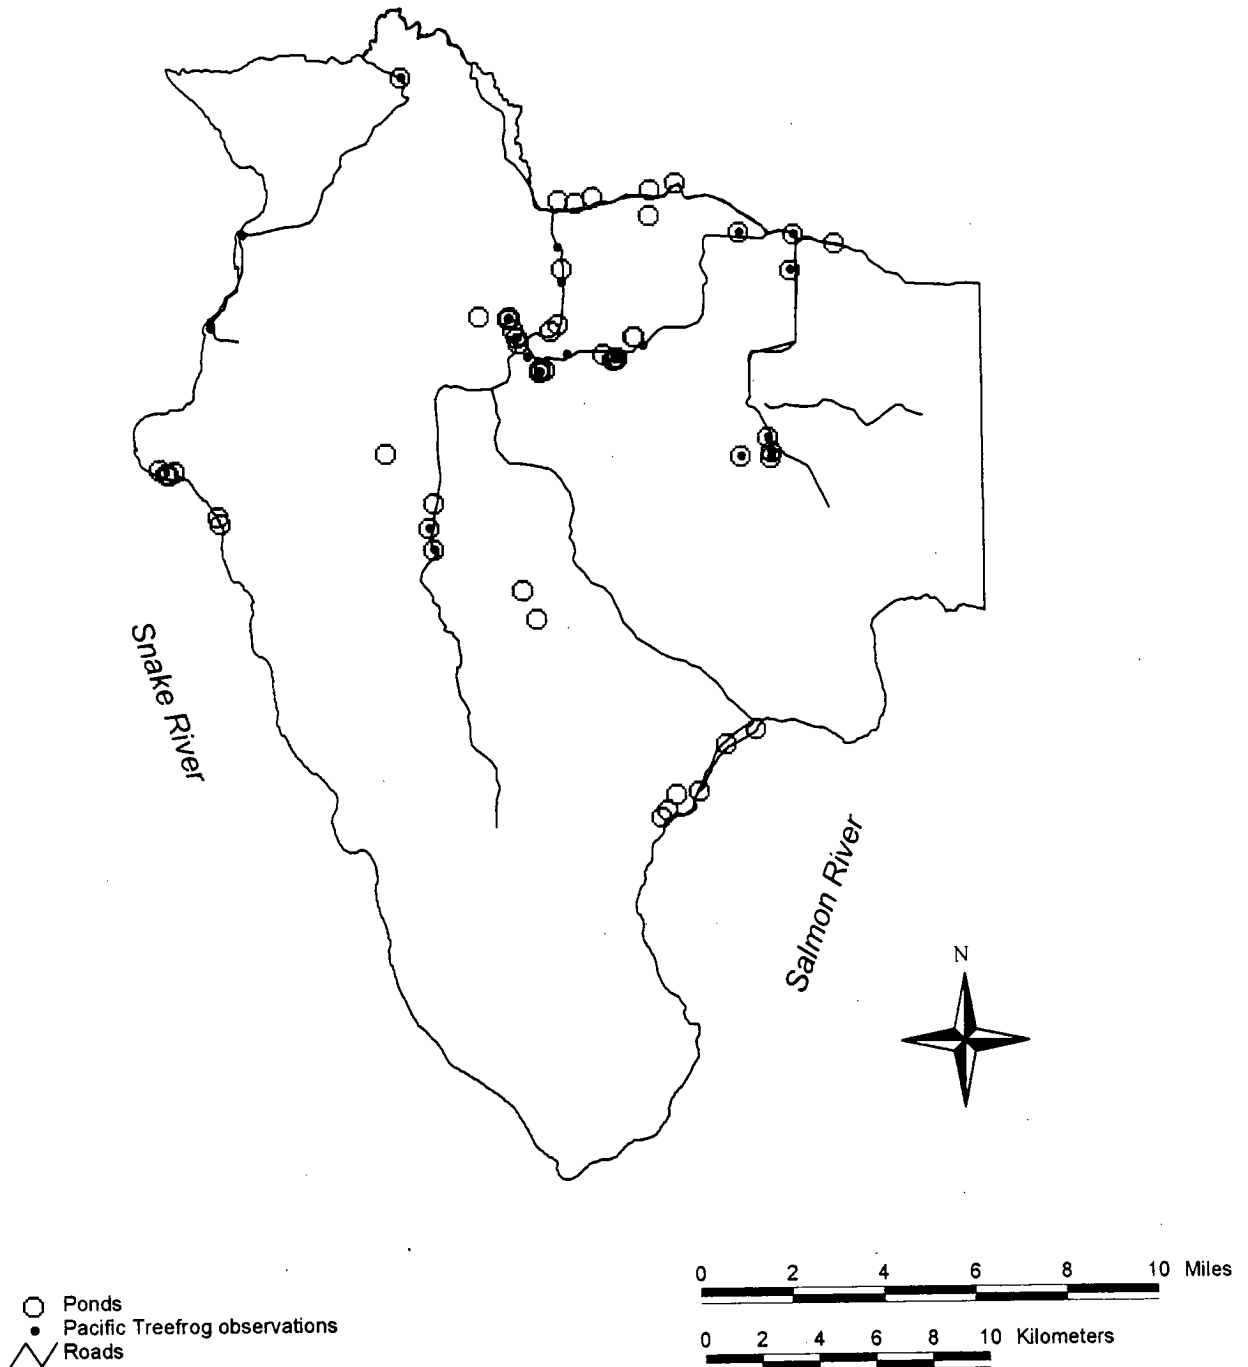 Snake River
Salmon River
N
0 2 4 6 8 10 Miles
0 2 4 6 8 10 Kilometers
Ponds
Pacific Treefrog observations
Roads